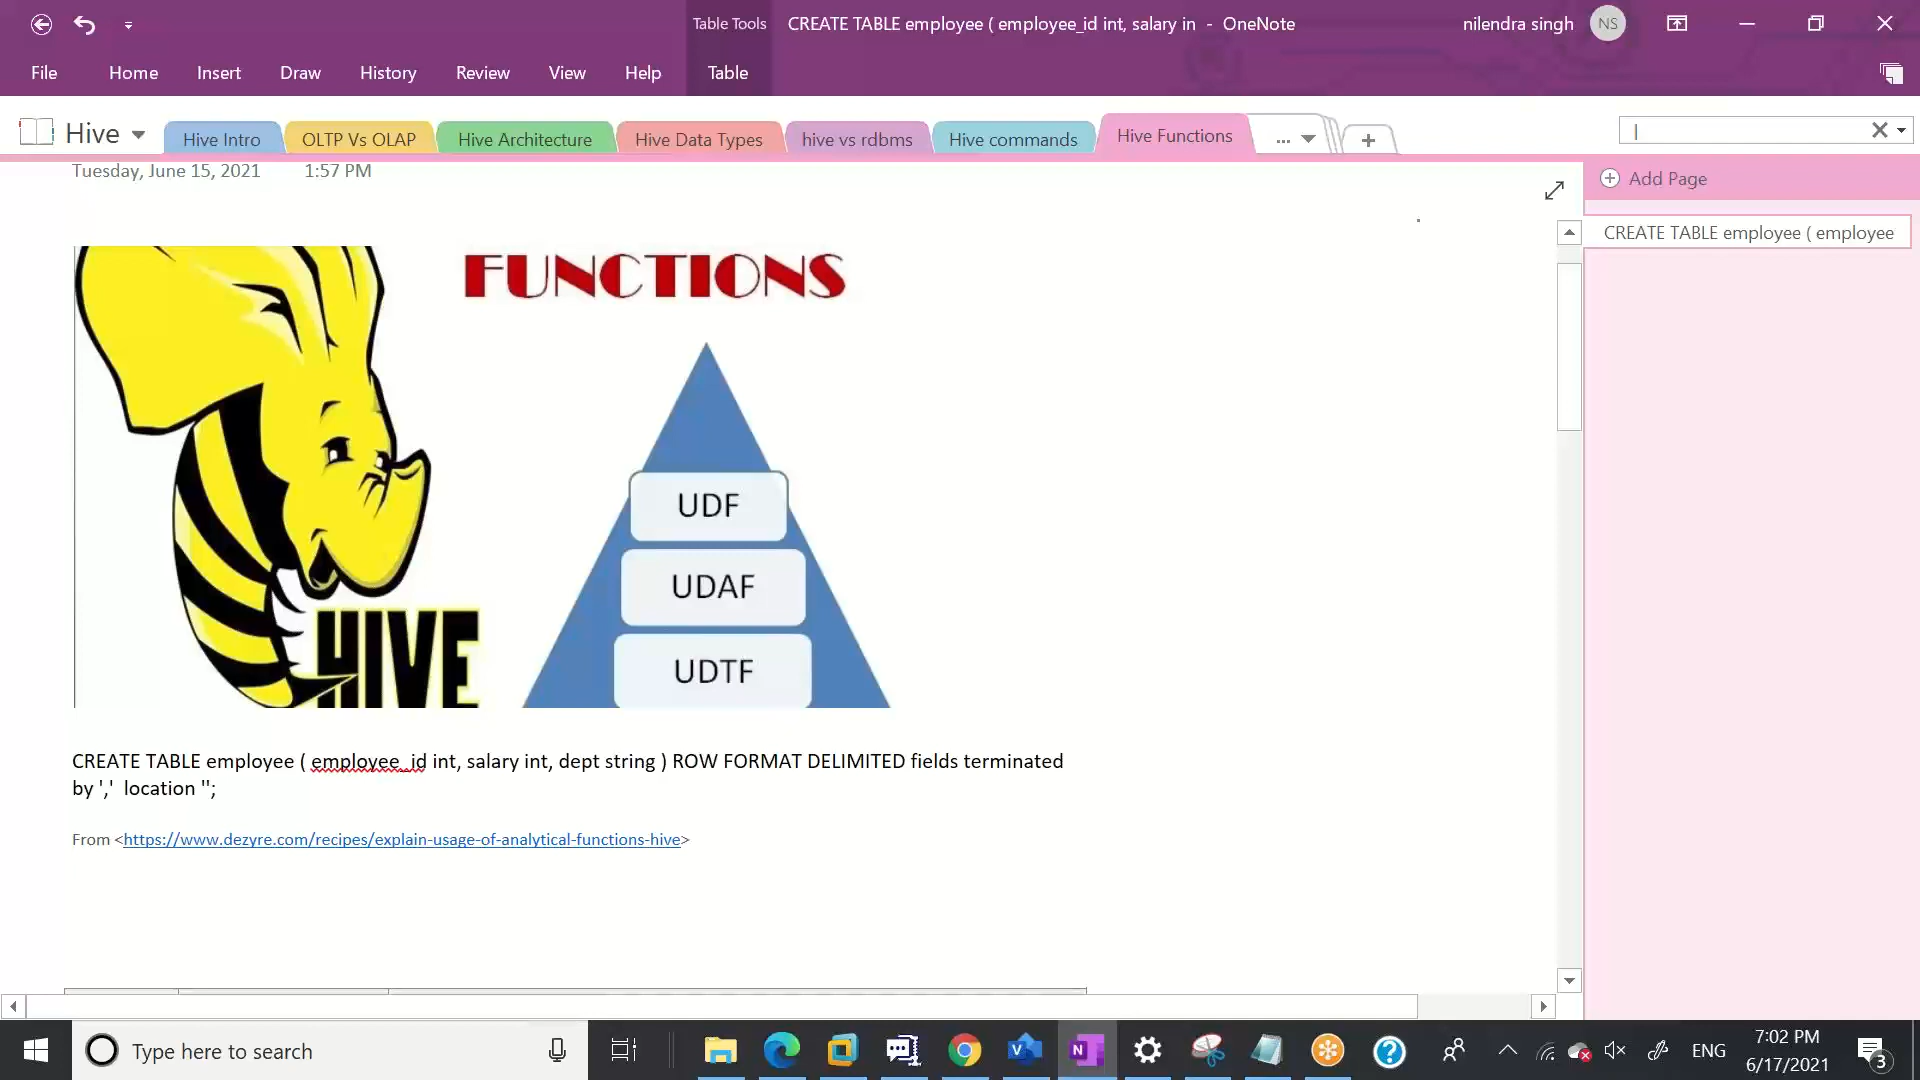 Table Tools
CREATE TABLE employee ( employee_id int, salary in - OneNote
nilendra singh
NS
File
Home
Insert
Draw
History
Review
View
Help
Table
Hive
Hive Intro
OLTP Vs OLAP
Hive Architecture
Hive Data Types
hive vs rdbms
Hive commands
Hive Functions
...
Tuesday, June 15, 2021 1:57 PM
Add Page
CREATE TABLE employee ( employee
FUNCTIONS
UDF
UDAF
UDTF
HIVE
CREATE TABLE employee ( employee_id int, salary int, dept string ) ROW FORMAT DELIMITED fields terminated
by ',' location '';
From <https://www.dezyre.com/recipes/explain-usage-of-analytical-functions-hive>
Type here to search
ENG
7:02 PM
6/17/2021
3